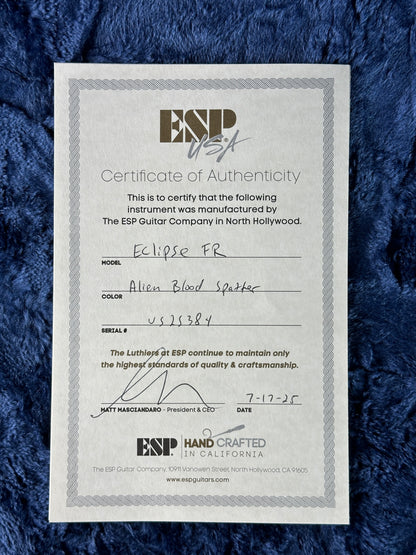 ESP
USA
Certificate of Authenticity
This is to certify that the following
instrument was manufactured by
The ESP Guitar Company in North Hollywood.
Eclipse FR
MODEL
Alien Blood Spatter
COLOR
US25384
SERIAL #
The Luthiers at ESP continue to maintain only
the highest standards of quality & craftsmanship.
7-17-25
MATT MASCIANDARO - President & CEO DATE
ESP HAND CRAFTED
IN CALIFORNIA
The ESP Guitar Company, 10911 Vanowen Street, North Hollywood, CA 91605
www.espguitars.com